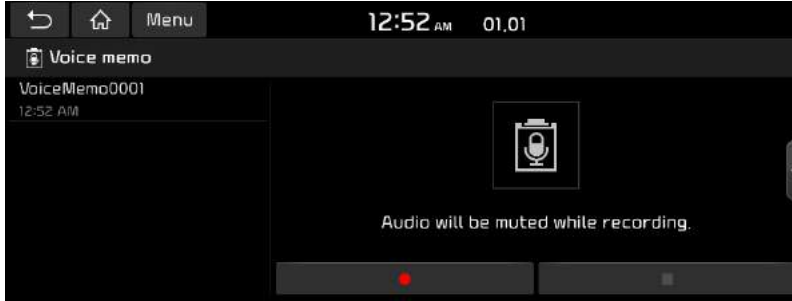 Menu
12:52 AM 01.01
Voice memo
VoiceMemo0001
12:52 AM
Audio will be muted while recording.